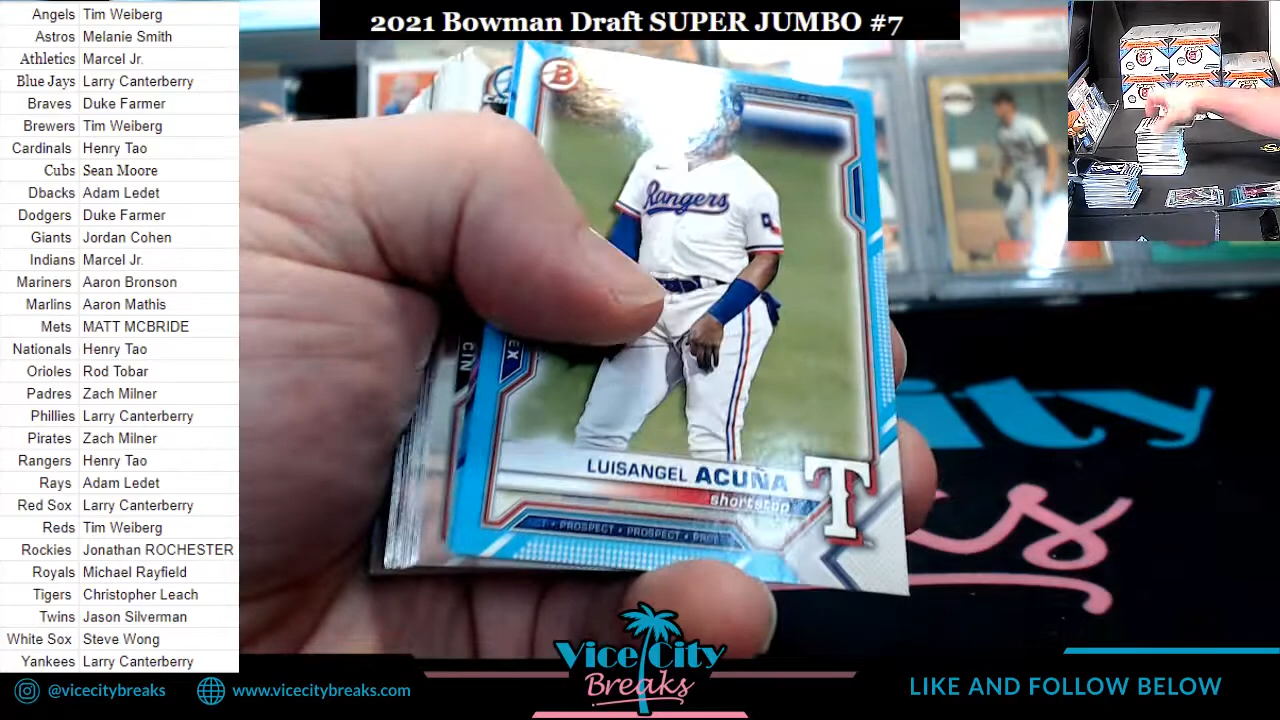 2021 Bowman Draft SUPER JUMBO #7
Angels Tim Weiberg
Astros Melanie Smith
Athletics Marcel Jr.
Blue Jays Larry Canterberry
Braves Duke Farmer
Brewers Tim Weiberg
Cardinals Henry Tao
Cubs Sean Moore
Dbacks Adam Ledet
Dodgers Duke Farmer
Giants Jordan Cohen
Indians Marcel Jr.
Mariners Aaron Bronson
Marlins Aaron Mathis
Mets MATT MCBRIDE
Nationals Henry Tao
Orioles Rod Tobar
Padres Zach Milner
Phillies Larry Canterberry
Pirates Zach Milner
Rangers Henry Tao
Rays Adam Ledet
Red Sox Larry Canterberry
Reds Tim Weiberg
Rockies Jonathan ROCHESTER
Royals Michael Rayfield
Tigers Christopher Leach
Twins Jason Silverman
White Sox Steve Wong
Yankees Larry Canterberry
B
Rangers
CIN
EX
LUISANGEL ACUÑA
shortstop
T
PROSPECT • PROSPECT
City
@vicecitybreaks
www.vicecitybreaks.com
Vice City
Breaks
LIKE AND FOLLOW BELOW